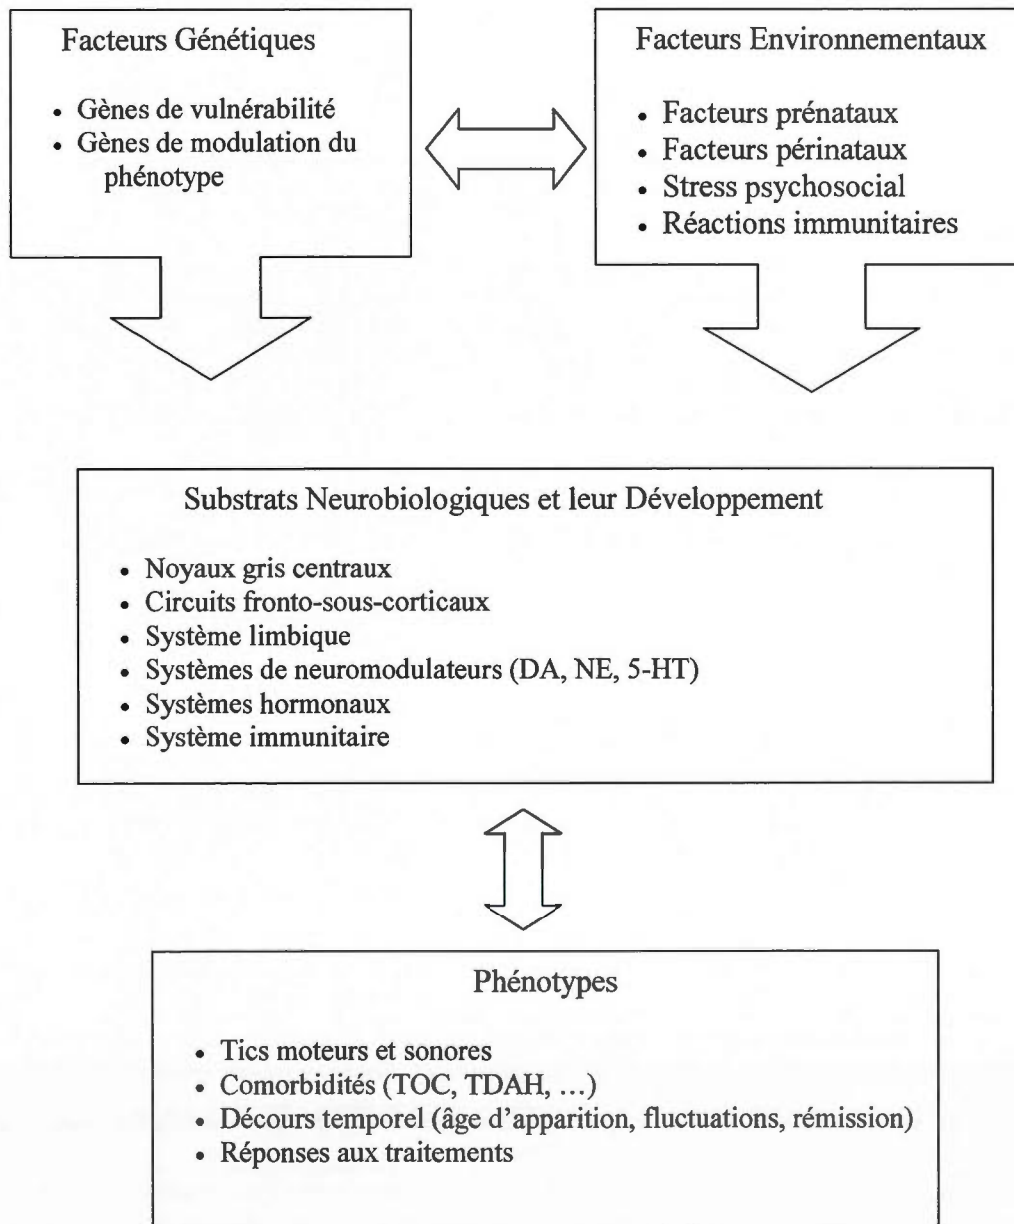 Facteurs Génétiques
• Gènes de vulnérabilité
• Gènes de modulation du
phénotype
Facteurs Environnementaux
• Facteurs prénataux
• Facteurs périnataux
• Stress psychosocial
• Réactions immunitaires
Substrats Neurobiologiques et leur Développement
• Noyaux gris centraux
• Circuits fronto-sous-corticaux
• Système limbique
• Systèmes de neuromodulateurs (DA, NE, 5-HT)
• Systèmes hormonaux
• Système immunitaire
Phénotypes
• Tics moteurs et sonores
• Comorbidités (TOC, TDAH, …)
• Décours temporel (âge d’apparition, fluctuations, rémission)
• Réponses aux traitements